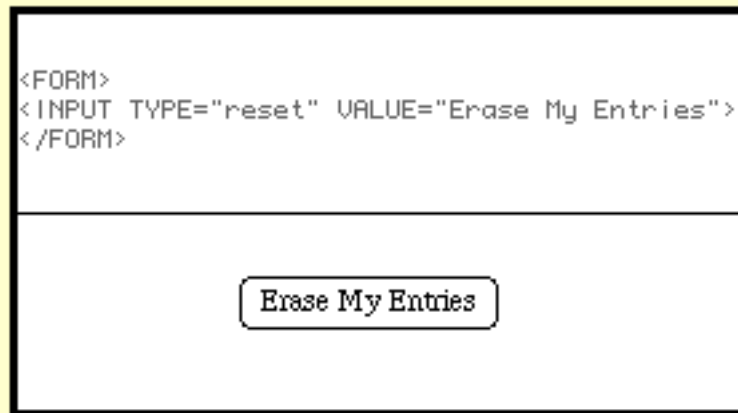 <FORM>
<INPUT TYPE="reset" VALUE="Erase My Entries">
</FORM>
Erase My Entries